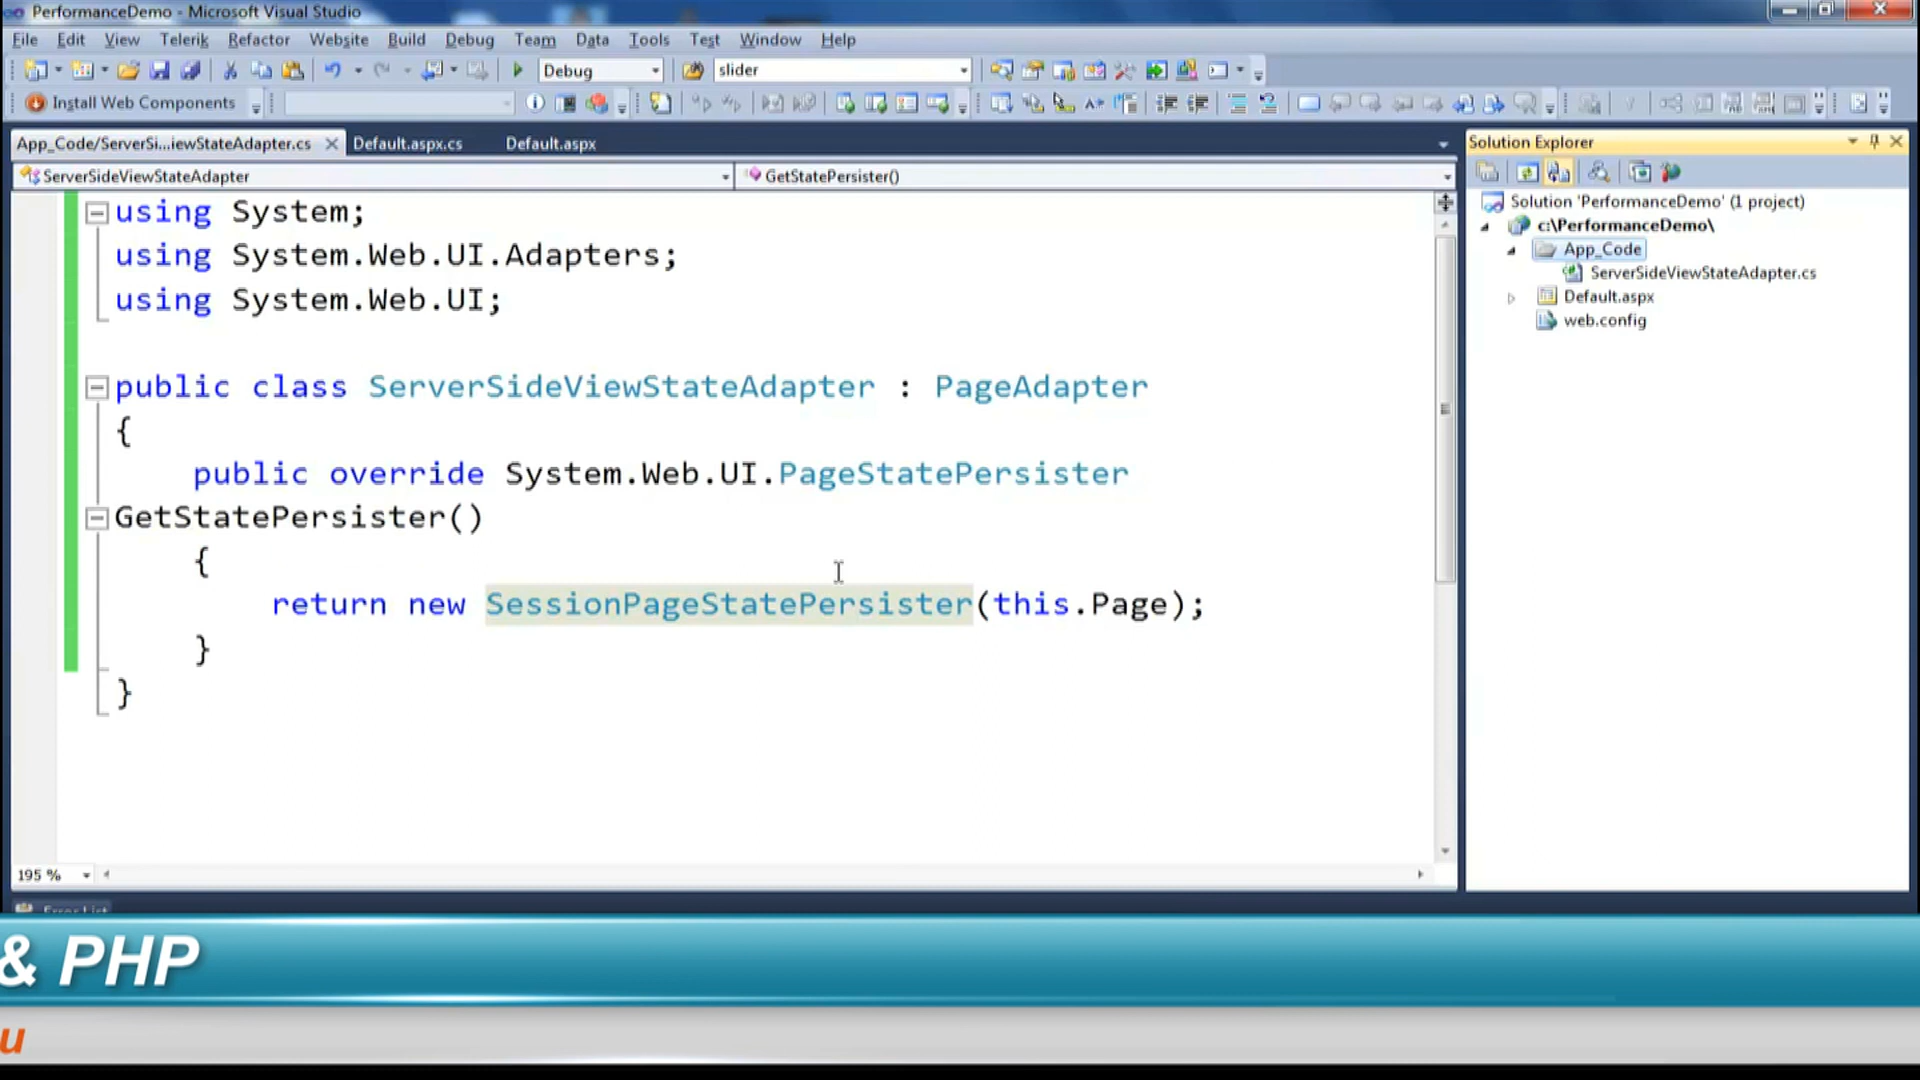 PerformanceDemo - Microsoft Visual Studio
File Edit View Telerik Refactor Website Build Debug Team Data Tools Test Window Help
Debug slider
Install Web Components
App_Code/ServerSi...iewStateAdapter.cs Default.aspx.cs Default.aspx
ServerSideViewStateAdapter GetStatePersister()
using System;
using System.Web.UI.Adapters;
using System.Web.UI;
public class ServerSideViewStateAdapter : PageAdapter
{
public override System.Web.UI.PageStatePersister
GetStatePersister()
{
return new SessionPageStatePersister(this.Page);
}
}
195 %
Error List
Solution Explorer
Solution 'PerformanceDemo' (1 project)
c:\PerformanceDemo\
App_Code
ServerSideViewStateAdapter.cs
Default.aspx
web.config
& PHP
u